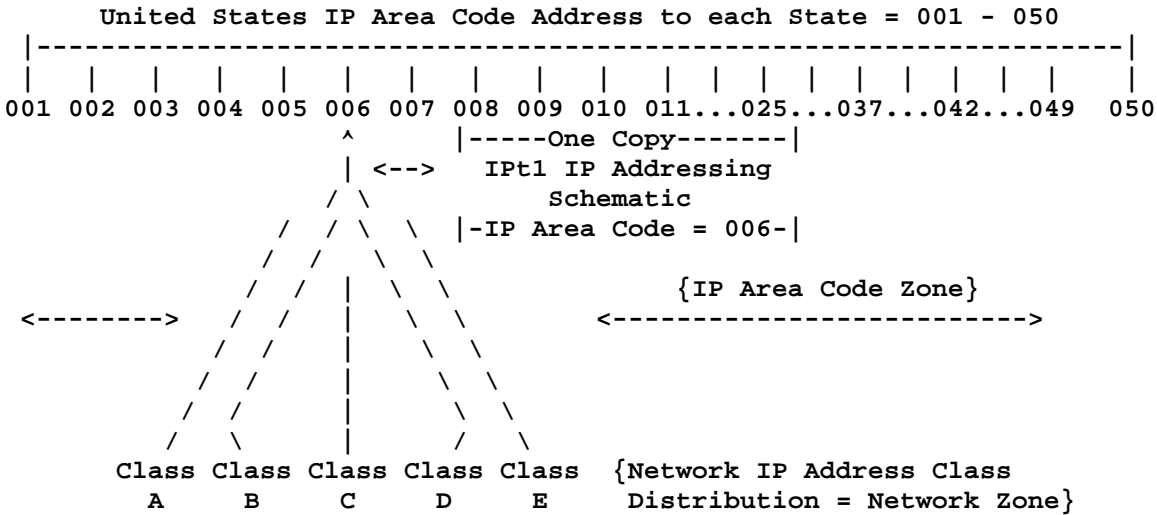 United States IP Area Code Address to each State = 001 - 050
001 002 003 004 005 006 007 008 009 010 011...025...037...042...049 050
|-----One Copy-------|
<--> IPt1 IP Addressing
Schematic
|-IP Area Code = 006-|
{IP Area Code Zone}
<--------> <--------------------------->
Class Class Class Class Class {Network IP Address Class
A B C D E Distribution = Network Zone}